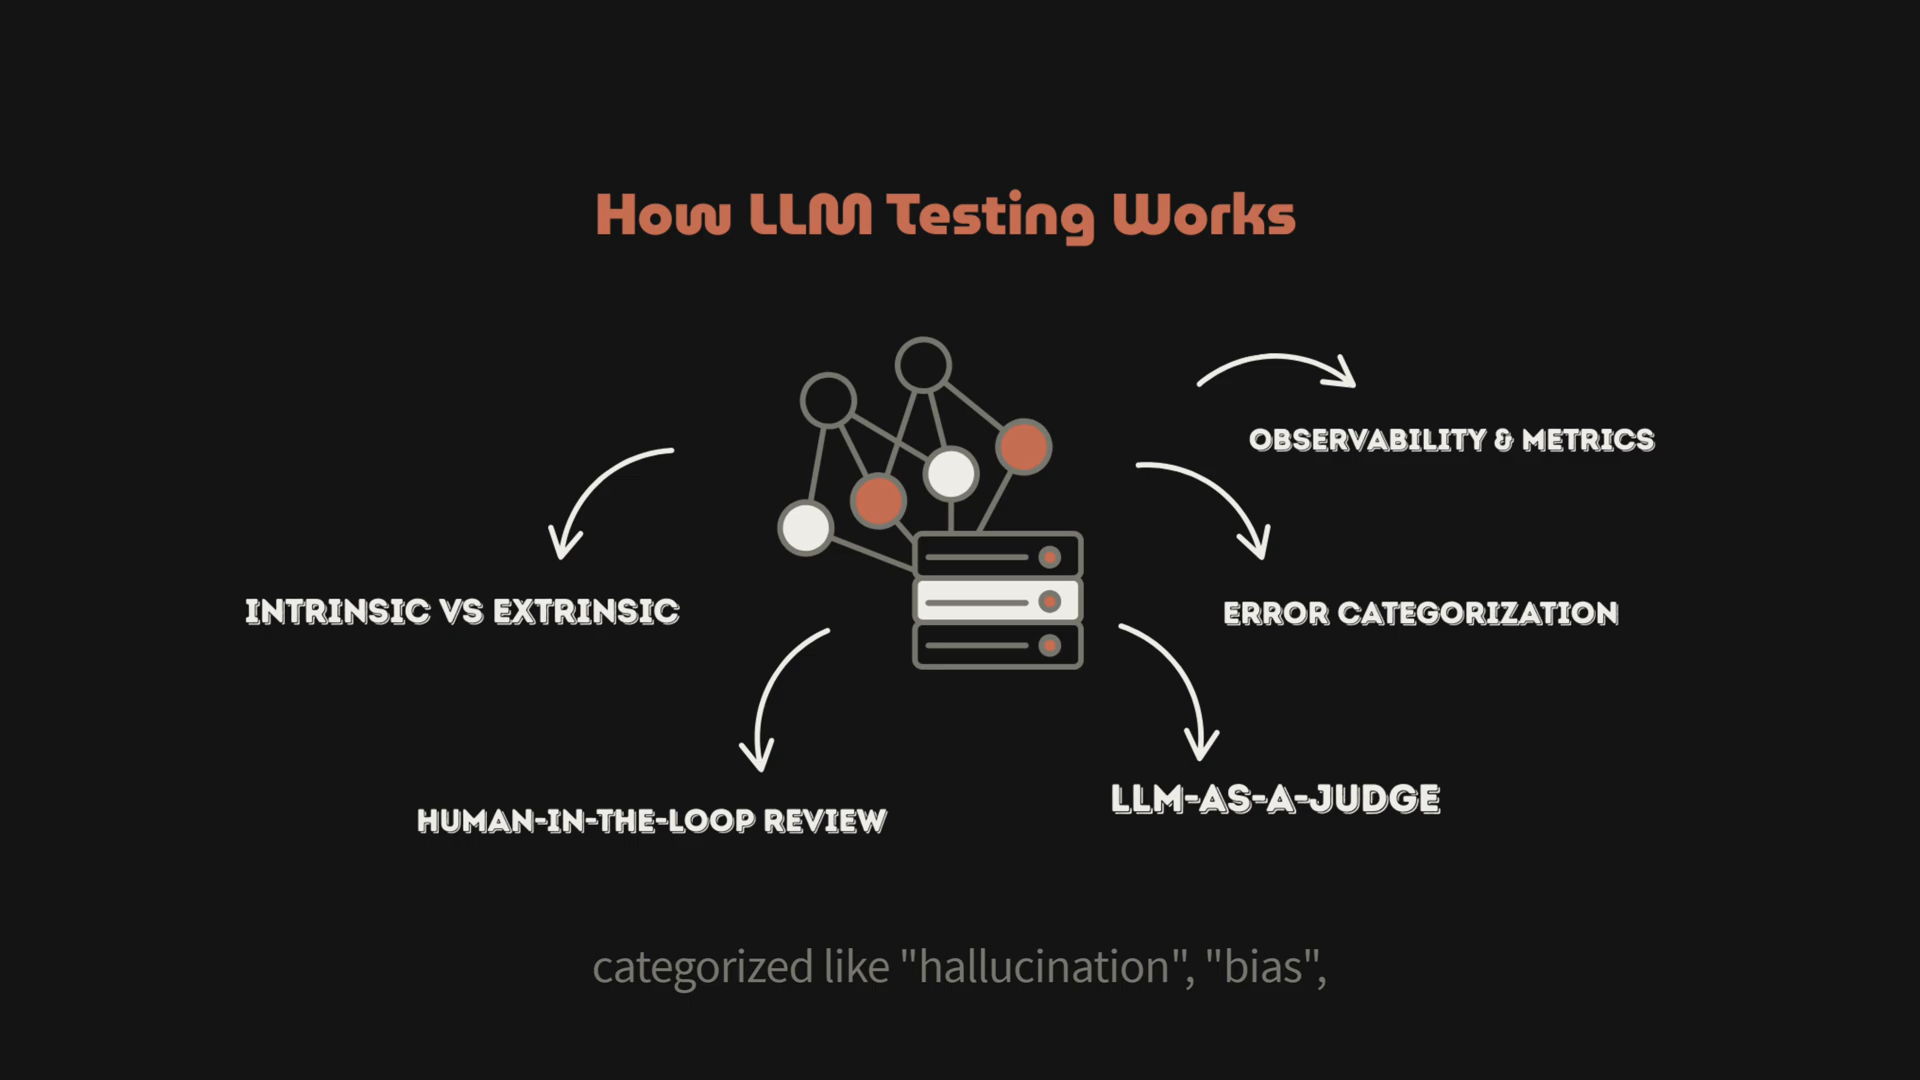 How LLM Testing Works
OBSERVABILITY & METRICS
INTRINSIC VS EXTRINSIC
ERROR CATEGORIZATION
HUMAN-IN-THE-LOOP REVIEW
LLM-AS-A-JUDGE
categorized like "hallucination", "bias",